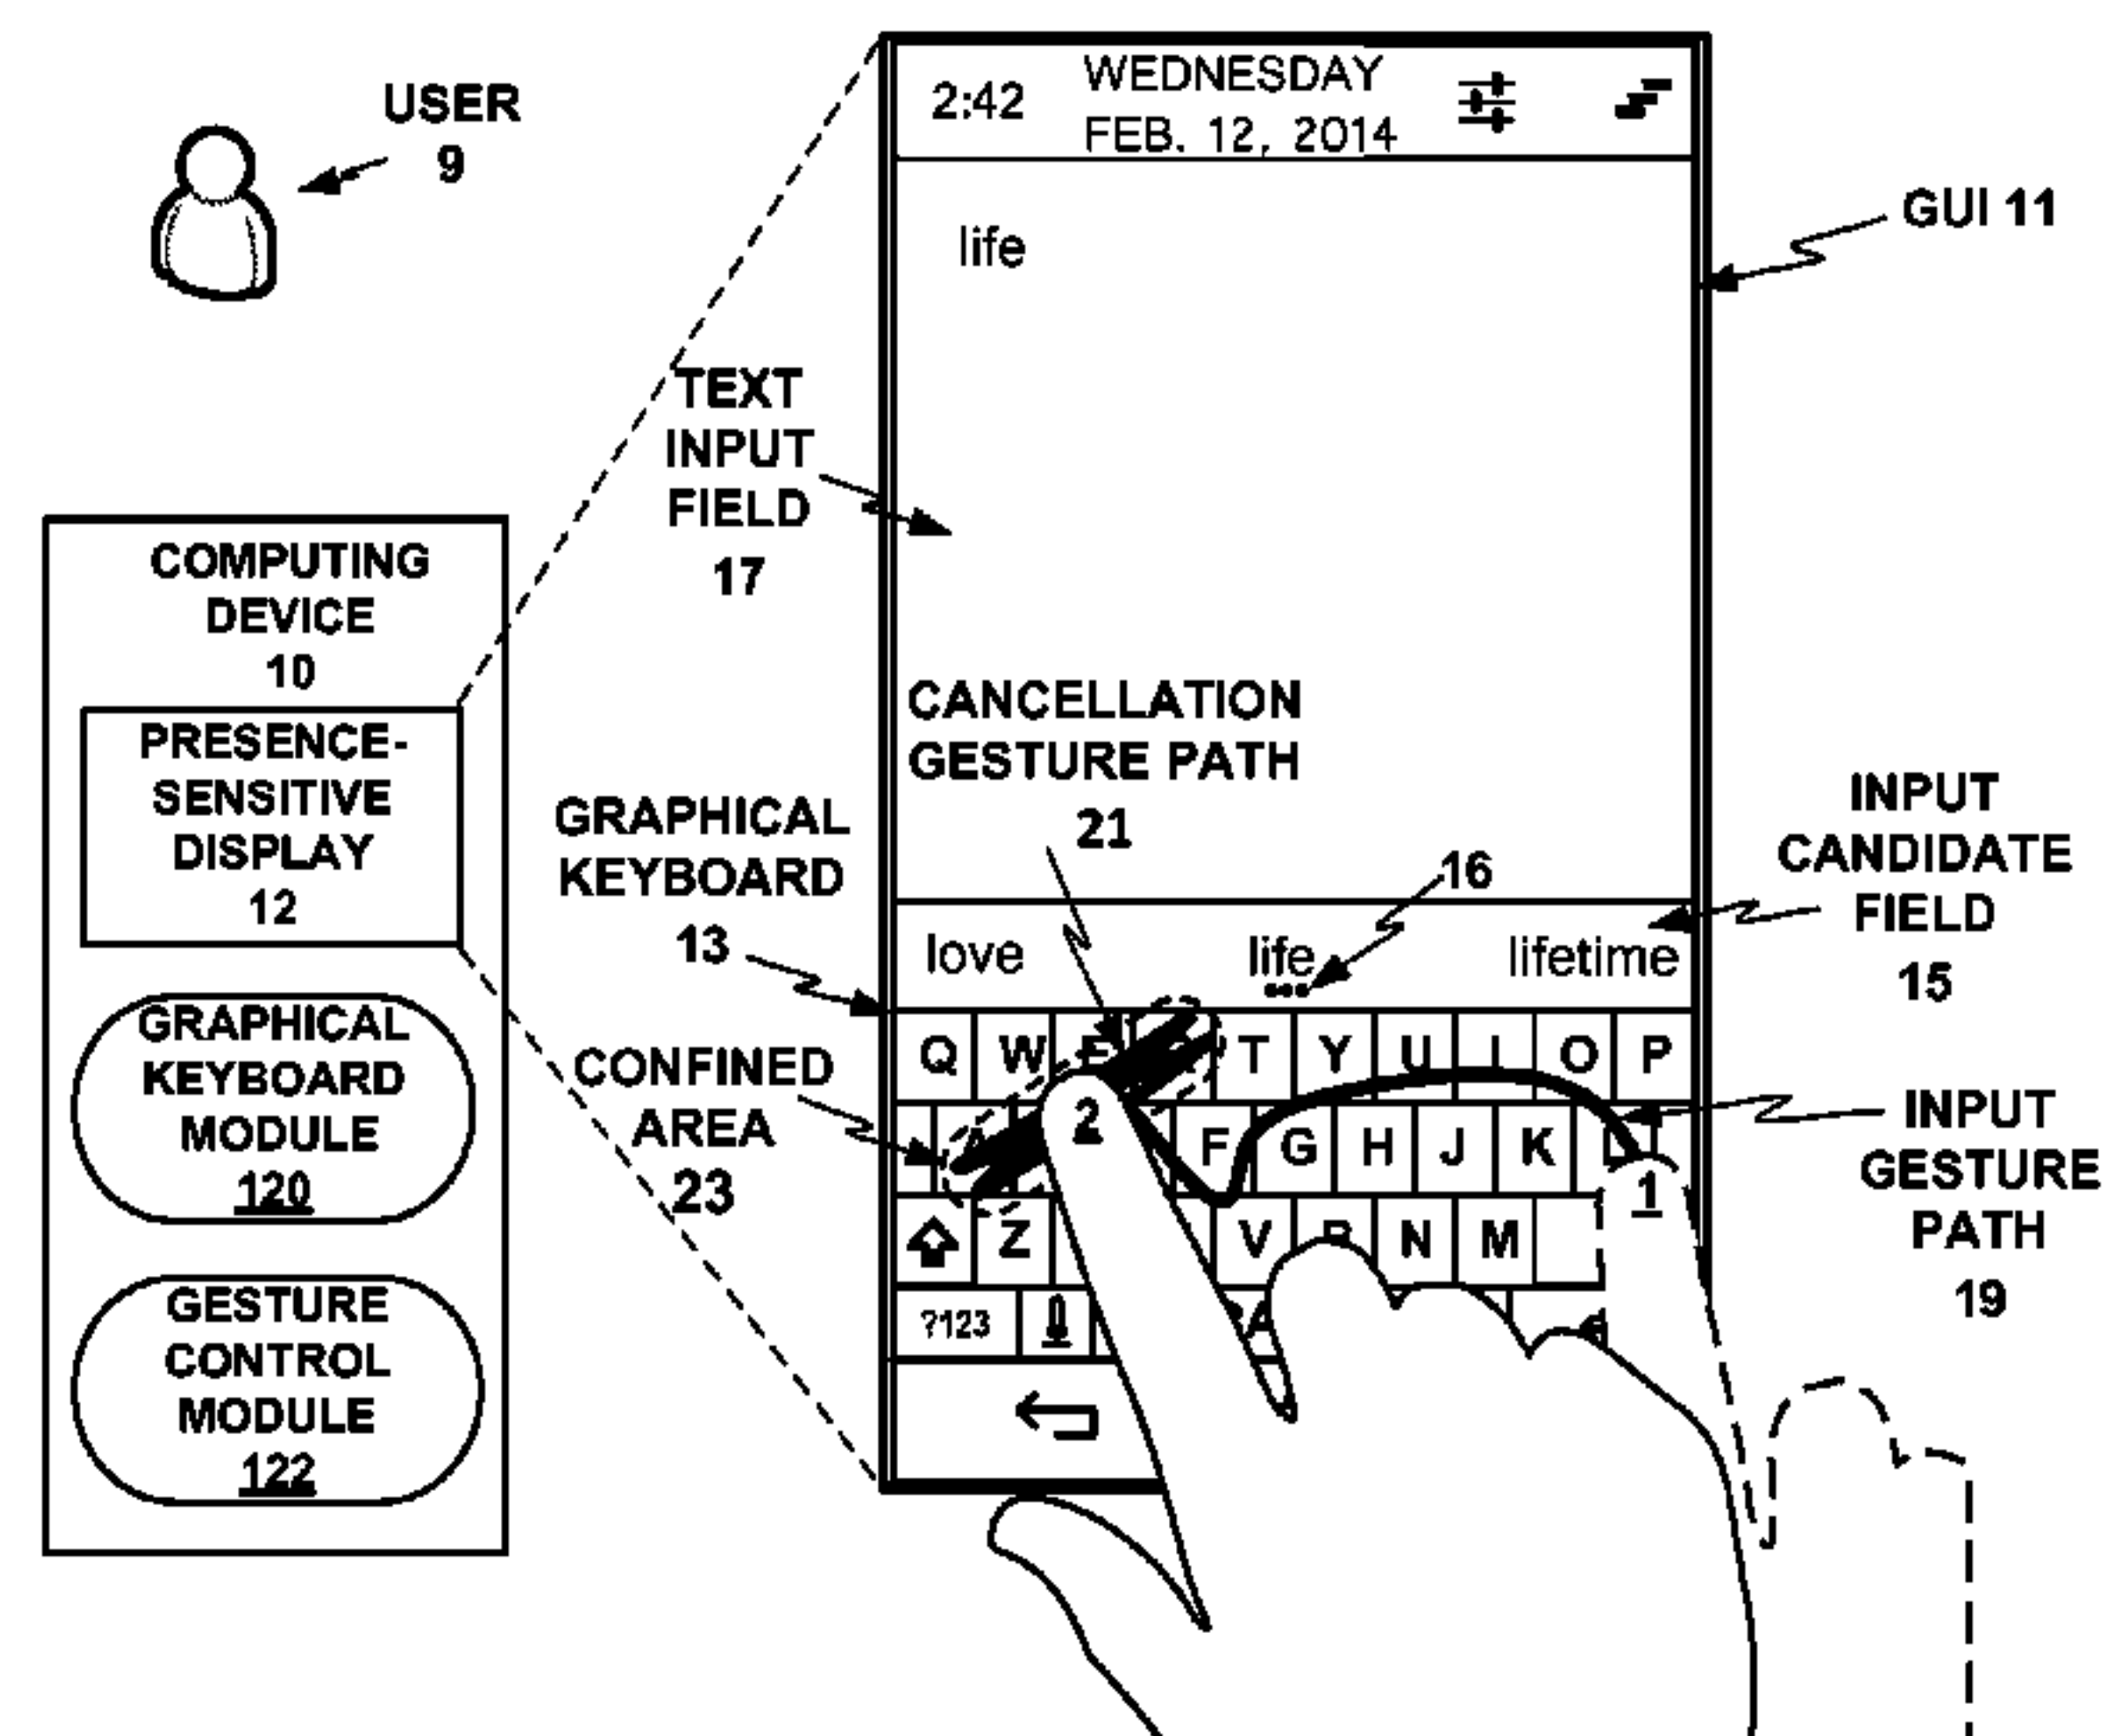 USER
9
2:42
WEDNESDAY
FEB. 12, 2014
GUI 11
life
TEXT
INPUT
FIELD
17
COMPUTING
DEVICE
10
PRESENCE-
SENSITIVE
DISPLAY
12
GRAPHICAL
KEYBOARD
MODULE
120
GESTURE
CONTROL
MODULE
122
CANCELLATION
GESTURE PATH
21
GRAPHICAL
KEYBOARD
13
16
INPUT
CANDIDATE
FIELD
15
love life lifetime
CONFINED
AREA
23
Q W E T Y U I O P
A F G H J K L
Z V B N M
?123
2
1
INPUT
GESTURE
PATH
19